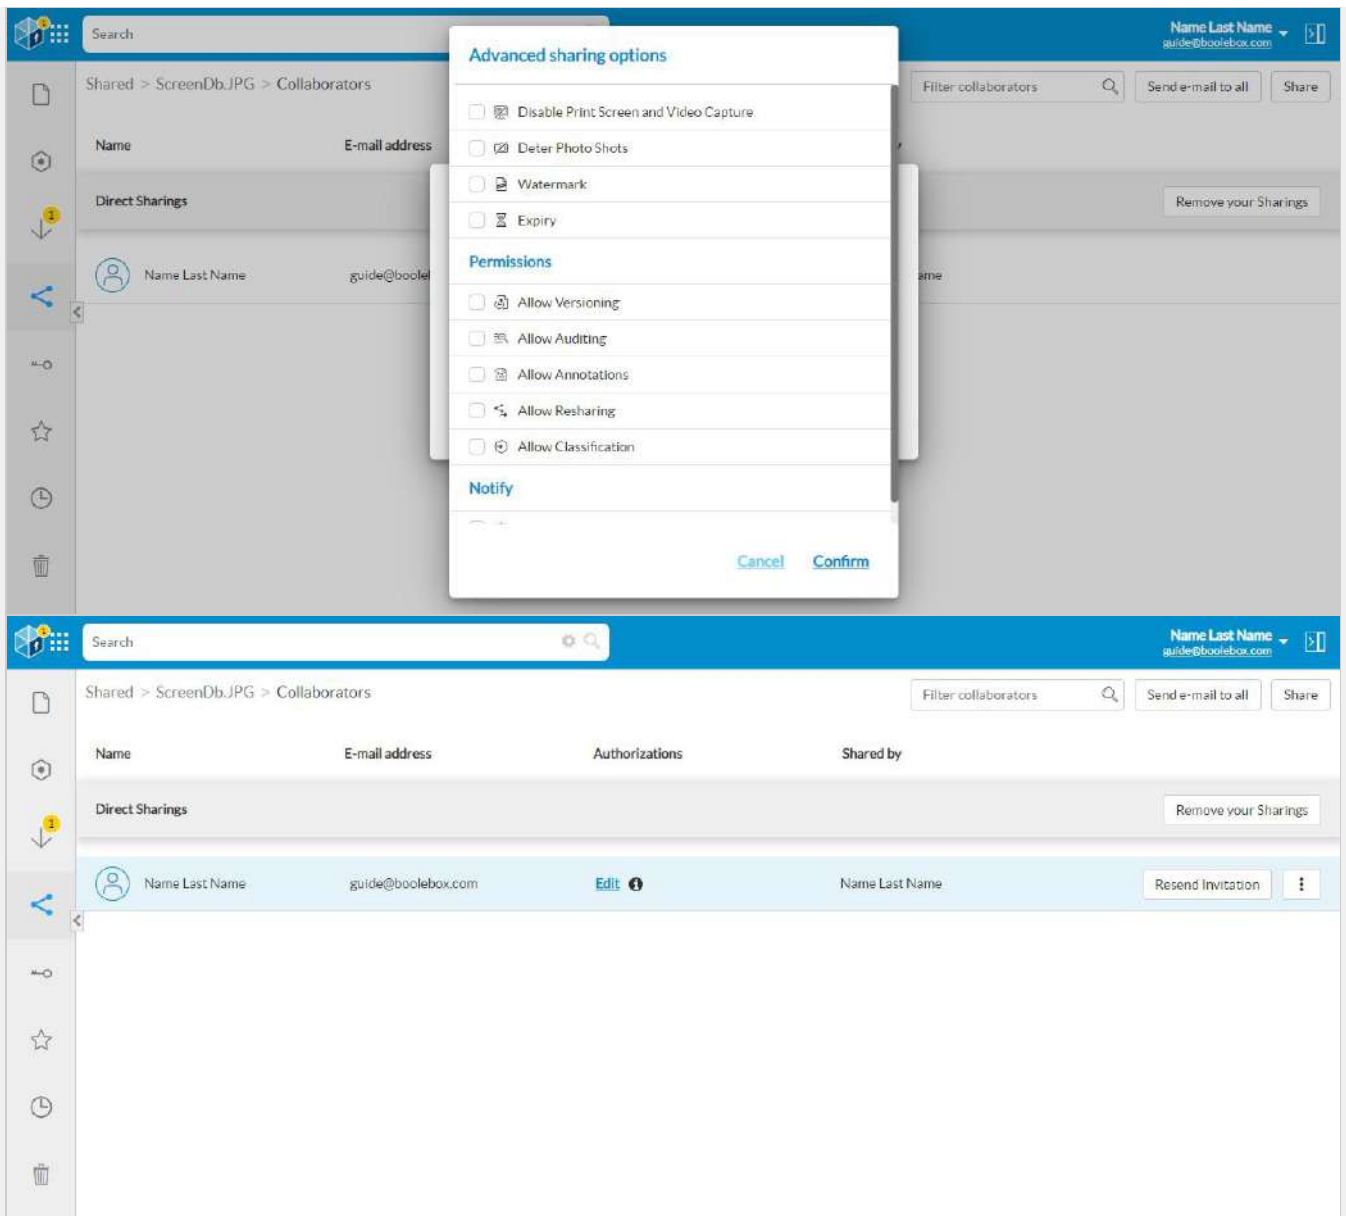 1
Search
Name Last Name
guide@boolebox.com
Advanced sharing options
Shared > ScreenDb.JPG > Collaborators
Filter collaborators
Send e-mail to all
Share
Disable Print Screen and Video Capture
Name
E-mail address
Deter Photo Shots
Watermark
Direct Sharings
Remove your Sharings
1
Expiry
Permissions
Name Last Name
Allow Versioning
Allow Auditing
Allow Annotations
Allow Resharing
Allow Classification
Notify
Cancel
Confirm
1
Search
Name Last Name
guide@boolebox.com
Shared > ScreenDb.JPG > Collaborators
Filter collaborators
Send e-mail to all
Share
Name
E-mail address
Authorizations
Shared by
Direct Sharings
Remove your Sharings
1
Name Last Name
guide@boolebox.com
Edit
Name Last Name
Resend Invitation